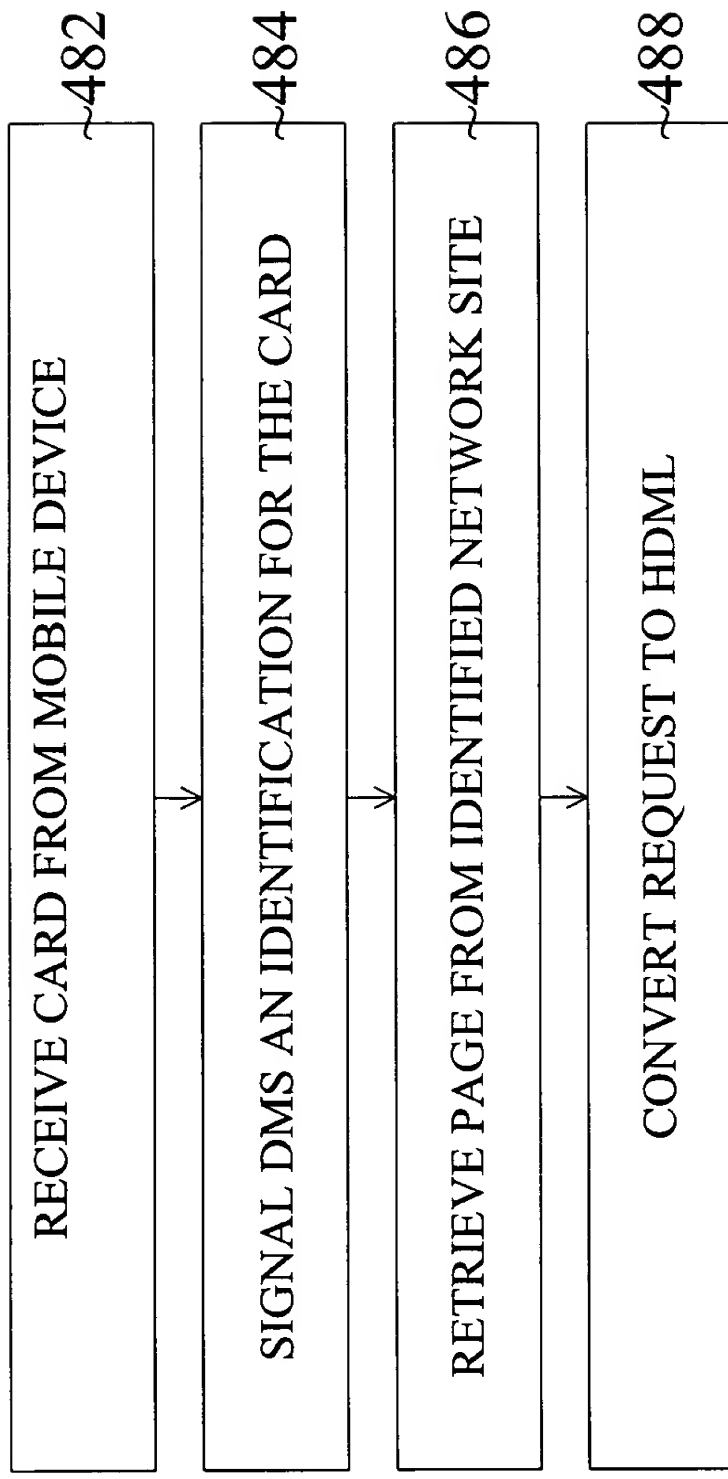 RECEIVE CARD FROM MOBILE DEVICE
~482
SIGNAL DMS AN IDENTIFICATION FOR THE CARD
~484
RETRIEVE PAGE FROM IDENTIFIED NETWORK SITE
~486
CONVERT REQUEST TO HDML
~488